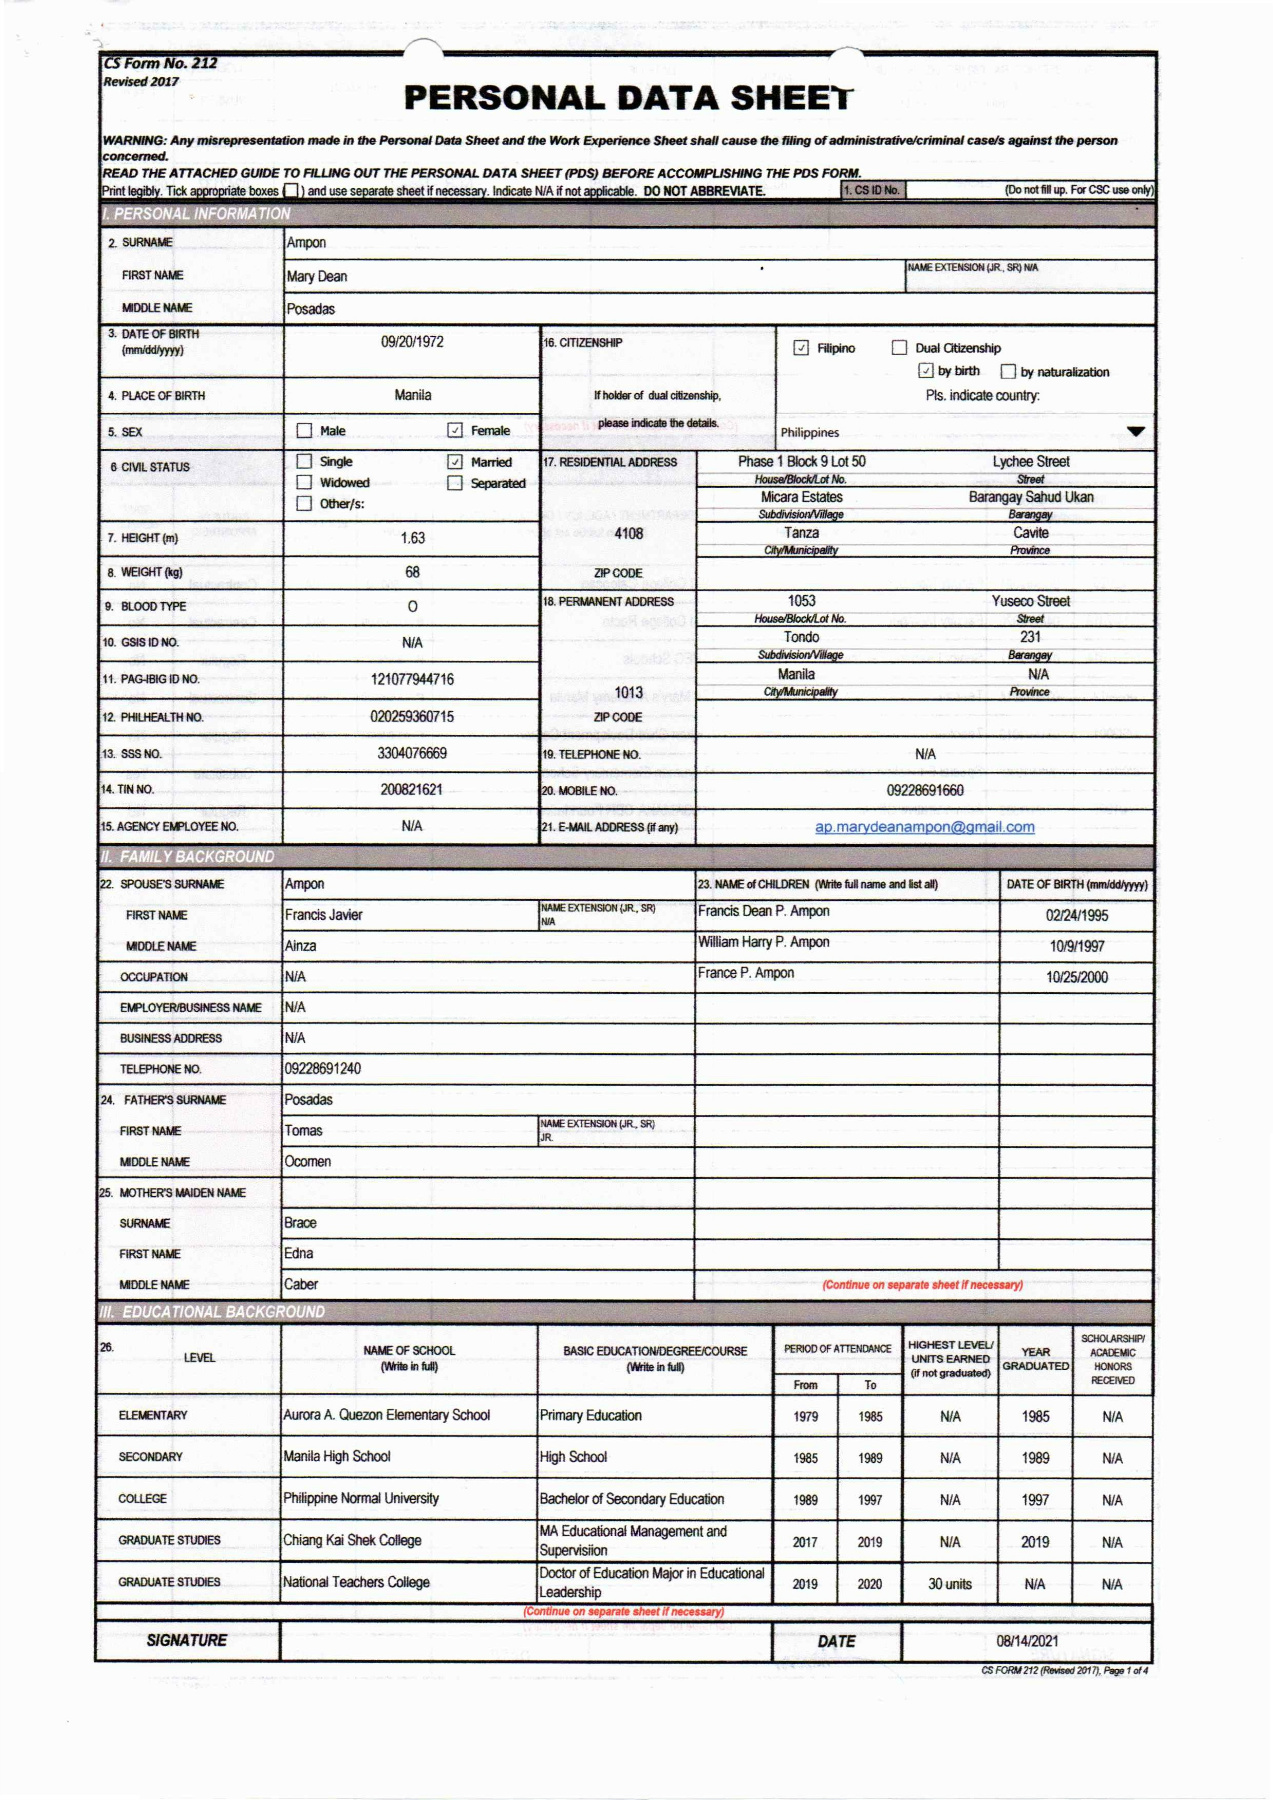 CS Form No. 212
Revised 2017
PERSONAL DATA SHEET
WARNING: Any misrepresentation made in the Personal Data Sheet and the Work Experience Sheet shall cause the filing of administrative/criminal case/s against the person
concerned.
READ THE ATTACHED GUIDE TO FILLING OUT THE PERSONAL DATA SHEET (PDS) BEFORE ACCOMPLISHING THE PDS FORM.
Print legibly. Tick appropriate boxes ( ) and use separate sheet if necessary. Indicate N/A if not applicable. DO NOT ABBREVIATE. 1. CS ID No. (Do not fill up. For CSC use only)
I. PERSONAL INFORMATION
2. SURNAME Ampon
FIRST NAME Mary Dean NAME EXTENSION (JR., SR) N/A
MIDDLE NAME Posadas
3. DATE OF BIRTH
(mm/dd/yyyy) 09/20/1972
16. CITIZENSHIP ✓ Filipino Dual Citizenship
✓ by birth by naturalization
4. PLACE OF BIRTH Manila If holder of dual citizenship, Pls. indicate country:
5. SEX Male ✓ Female please indicate the details. Philippines
6 CIVIL STATUS Single ✓ Married
Widowed Separated
Other/s:
17. RESIDENTIAL ADDRESS Phase 1 Block 9 Lot 50 Lychee Street
House/Block/Lot No. Street
Micara Estates Barangay Sahud Ukan
Subdivision/Village Barangay
7. HEIGHT (m) 1.63 4108 Tanza Cavite
City/Municipality Province
8. WEIGHT (kg) 68 ZIP CODE
9. BLOOD TYPE O 18. PERMANENT ADDRESS 1053 Yuseco Street
House/Block/Lot No. Street
10. GSIS ID NO. N/A Tondo 231
Subdivision/Village Barangay
11. PAG-IBIG ID NO. 121077944716 1013 Manila N/A
City/Municipality Province
12. PHILHEALTH NO. 020259360715 ZIP CODE
13. SSS NO. 3304076669 19. TELEPHONE NO. N/A
14. TIN NO. 200821621 20. MOBILE NO. 09228691660
15. AGENCY EMPLOYEE NO. N/A 21. E-MAIL ADDRESS (if any) ap.marydeanampon@gmail.com
II. FAMILY BACKGROUND
22. SPOUSE'S SURNAME Ampon 23. NAME of CHILDREN (Write full name and list all) DATE OF BIRTH (mm/dd/yyyy)
FIRST NAME Francis Javier NAME EXTENSION (JR., SR) N/A Francis Dean P. Ampon 02/24/1995
MIDDLE NAME Ainza William Harry P. Ampon 10/9/1997
OCCUPATION N/A France P. Ampon 10/25/2000
EMPLOYER/BUSINESS NAME N/A
BUSINESS ADDRESS N/A
TELEPHONE NO. 09228691240
24. FATHER'S SURNAME Posadas
FIRST NAME Tomas NAME EXTENSION (JR., SR) JR.
MIDDLE NAME Ocomen
25. MOTHER'S MAIDEN NAME
SURNAME Brace
FIRST NAME Edna
MIDDLE NAME Caber (Continue on separate sheet if necessary)
III. EDUCATIONAL BACKGROUND
26. LEVEL NAME OF SCHOOL (Write in full) BASIC EDUCATION/DEGREE/COURSE (Write in full) PERIOD OF ATTENDANCE HIGHEST LEVEL/ UNITS EARNED (if not graduated) YEAR GRADUATED SCHOLARSHIP/ ACADEMIC HONORS RECEIVED
From To
ELEMENTARY Aurora A. Quezon Elementary School Primary Education 1979 1985 N/A 1985 N/A
SECONDARY Manila High School High School 1985 1989 N/A 1989 N/A
COLLEGE Philippine Normal University Bachelor of Secondary Education 1989 1997 N/A 1997 N/A
GRADUATE STUDIES Chiang Kai Shek College MA Educational Management and Supervisiion 2017 2019 N/A 2019 N/A
GRADUATE STUDIES National Teachers College Doctor of Education Major in Educational Leadership 2019 2020 30 units N/A N/A
(Continue on separate sheet if necessary)
SIGNATURE DATE 08/14/2021
CS FORM 212 (Revised 2017), Page 1 of 4